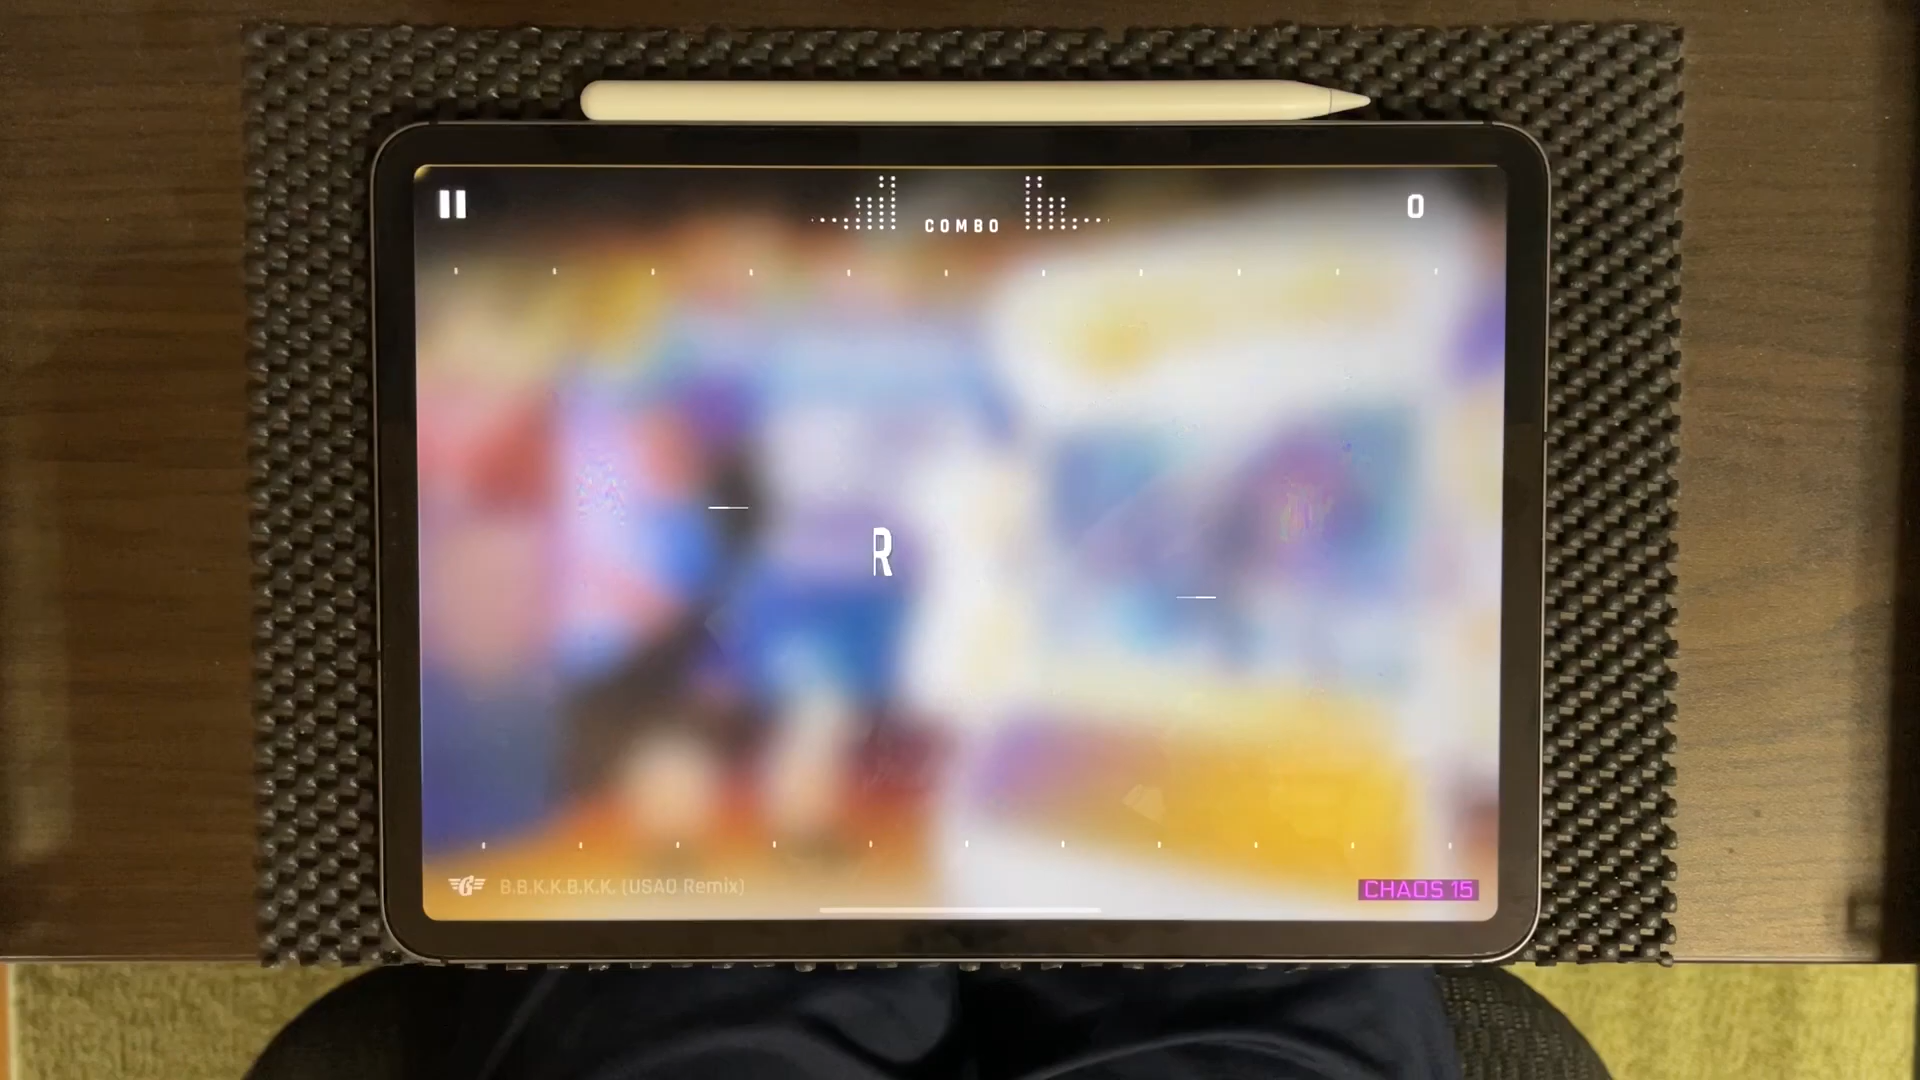 COMBO
0
R
B.B.K.K.B.K.K. (USAO Remix)
CHAOS 15